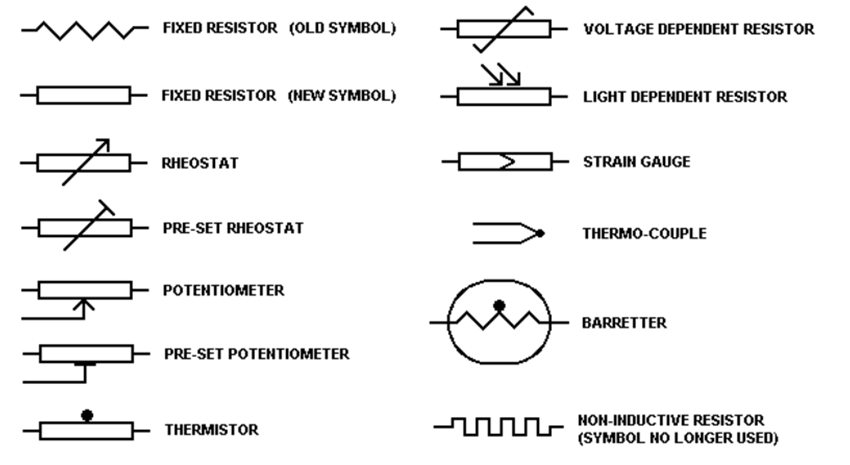 FIXED RESISTOR (OLD SYMBOL)
FIXED RESISTOR (NEW SYMBOL)
RHEOSTAT
PRE-SET RHEOSTAT
POTENTIOMETER
PRE-SET POTENTIOMETER
THERMISTOR
VOLTAGE DEPENDENT RESISTOR
LIGHT DEPENDENT RESISTOR
STRAIN GAUGE
THERMO-COUPLE
BARRETTER
NON-INDUCTIVE RESISTOR
(SYMBOL NO LONGER USED)